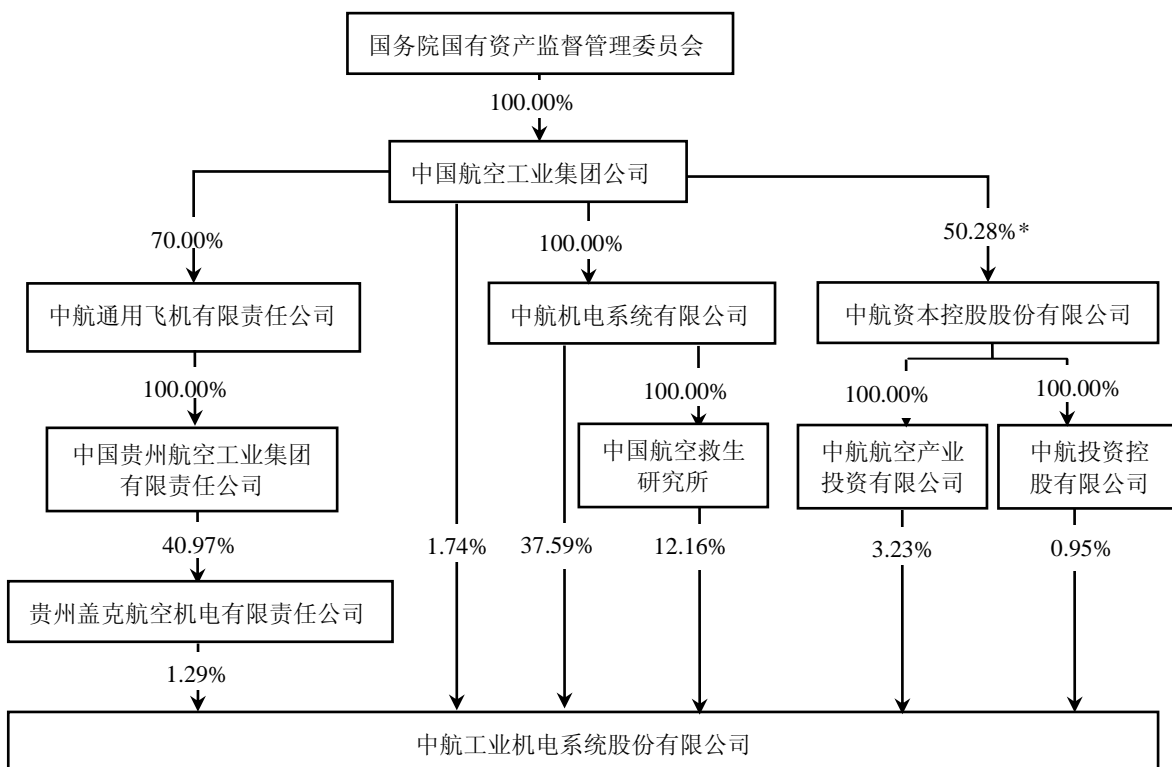 国务院国有资产监督管理委员会
100.00%
中国航空工业集团公司
70.00%
100.00%
50.28%*
中航通用飞机有限责任公司
中航机电系统有限公司
中航资本控股股份有限公司
100.00%
100.00%
100.00%
100.00%
中国贵州航空工业集团
有限责任公司
中国航空救生
研究所
中航航空产业
投资有限公司
中航投资控
股有限公司
40.97%
1.74%
37.59%
12.16%
3.23%
0.95%
贵州盖克航空机电有限责任公司
1.29%
中航工业机电系统股份有限公司